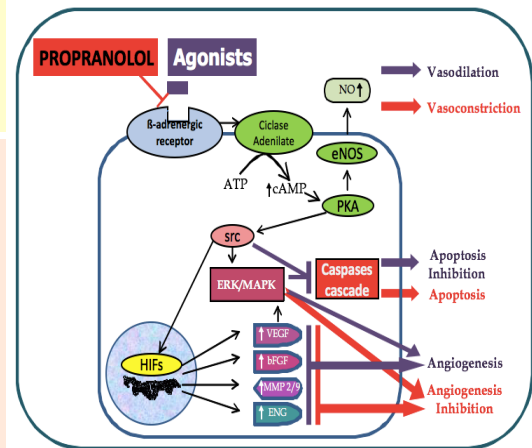 PROPRANOLOL
Agonists
NO↑
Vasodilation
Vasoconstriction
ß-adrenergic
receptor
Ciclase
Adenilate
eNOS
ATP
↑cAMP
PKA
src
ERK/MAPK
Caspases
cascade
Apoptosis
Inhibition
Apoptosis
HIFs
↑ VEGF
↑ bFGF
↑MMP 2/9
↑ ENG
Angiogenesis
Angiogenesis
Inhibition